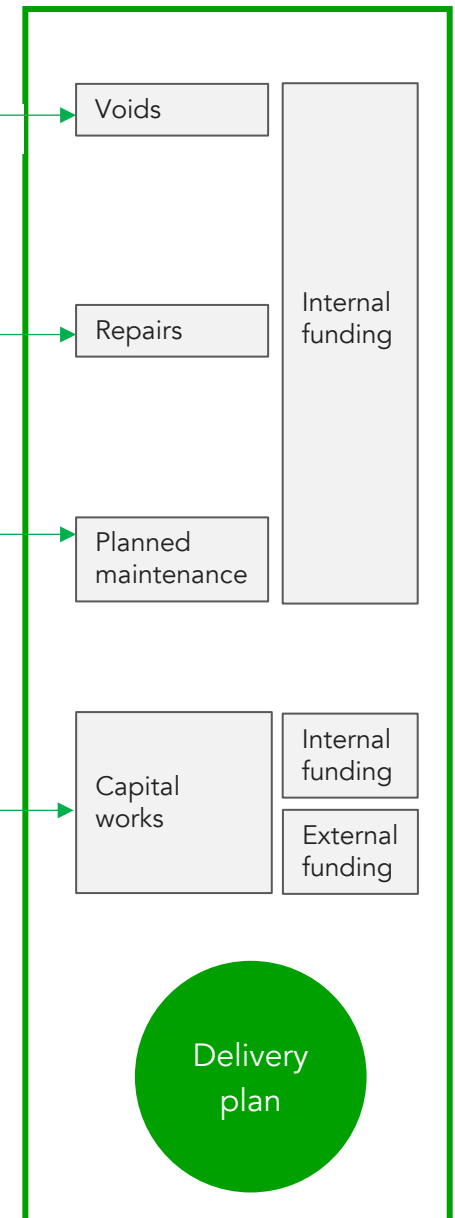 Voids
Internal
funding
Repairs
Planned
maintenance
Capital
works
Internal
funding
External
funding
Delivery
plan